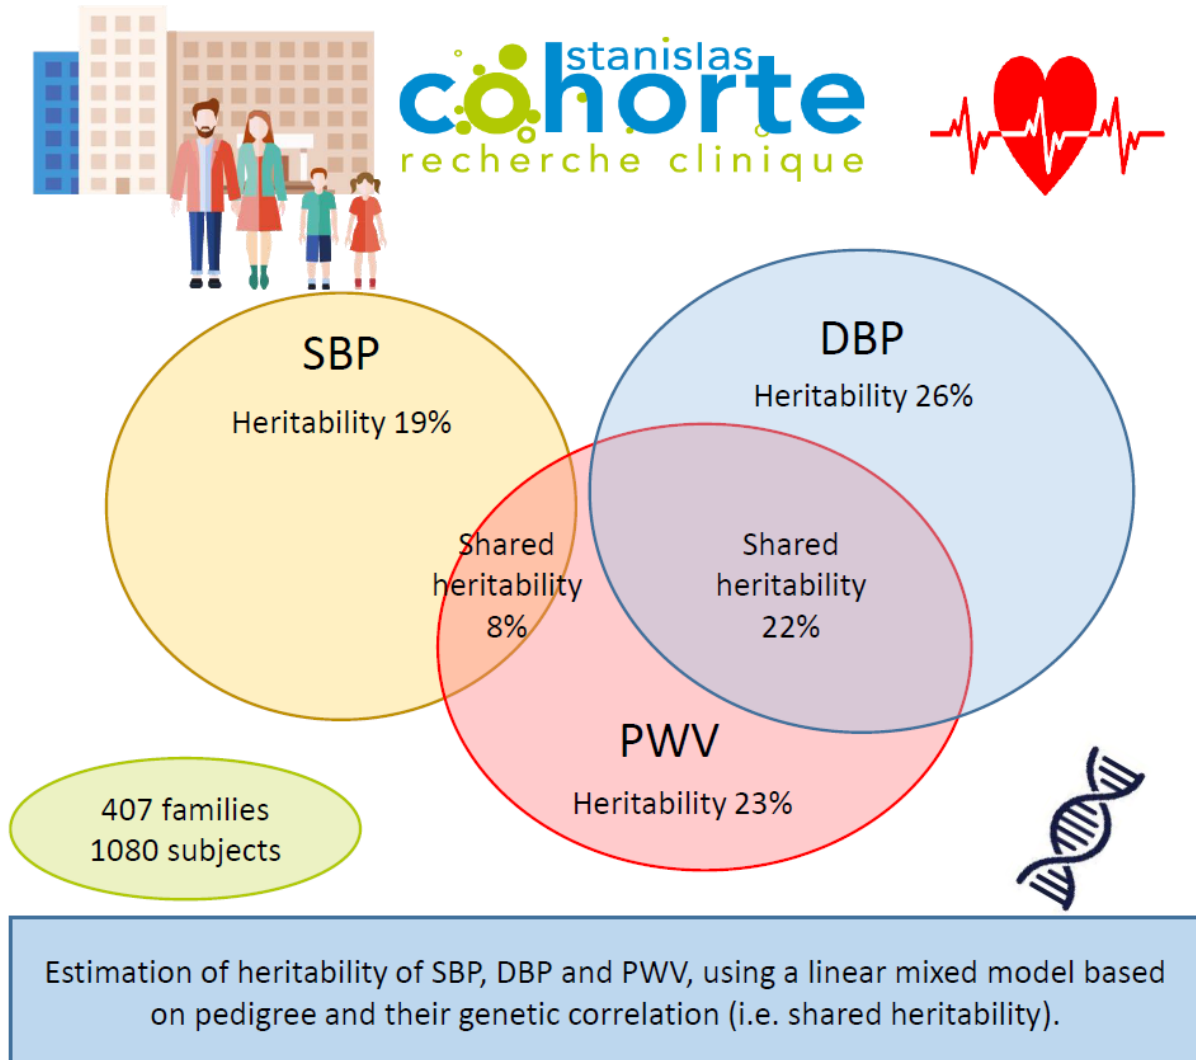 stanislas
cohorte
recherche clinique
SBP
Heritability 19%
DBP
Heritability 26%
Shared
heritability
8%
Shared
heritability
22%
PWV
Heritability 23%
407 families
1080 subjects
Estimation of heritability of SBP, DBP and PWV, using a linear mixed model based
on pedigree and their genetic correlation (i.e. shared heritability).